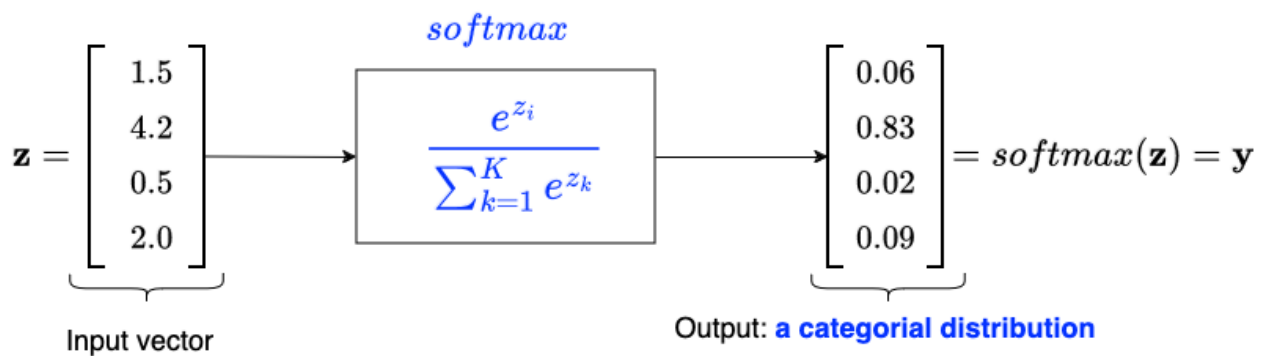 softmax
z =
1.5
4.2
0.5
2.0
e^{z_i}
∑_{k=1}^{K} e^{z_k}
0.06
0.83
0.02
0.09
= softmax(z) = y
Input vector
Output: a categorial distribution